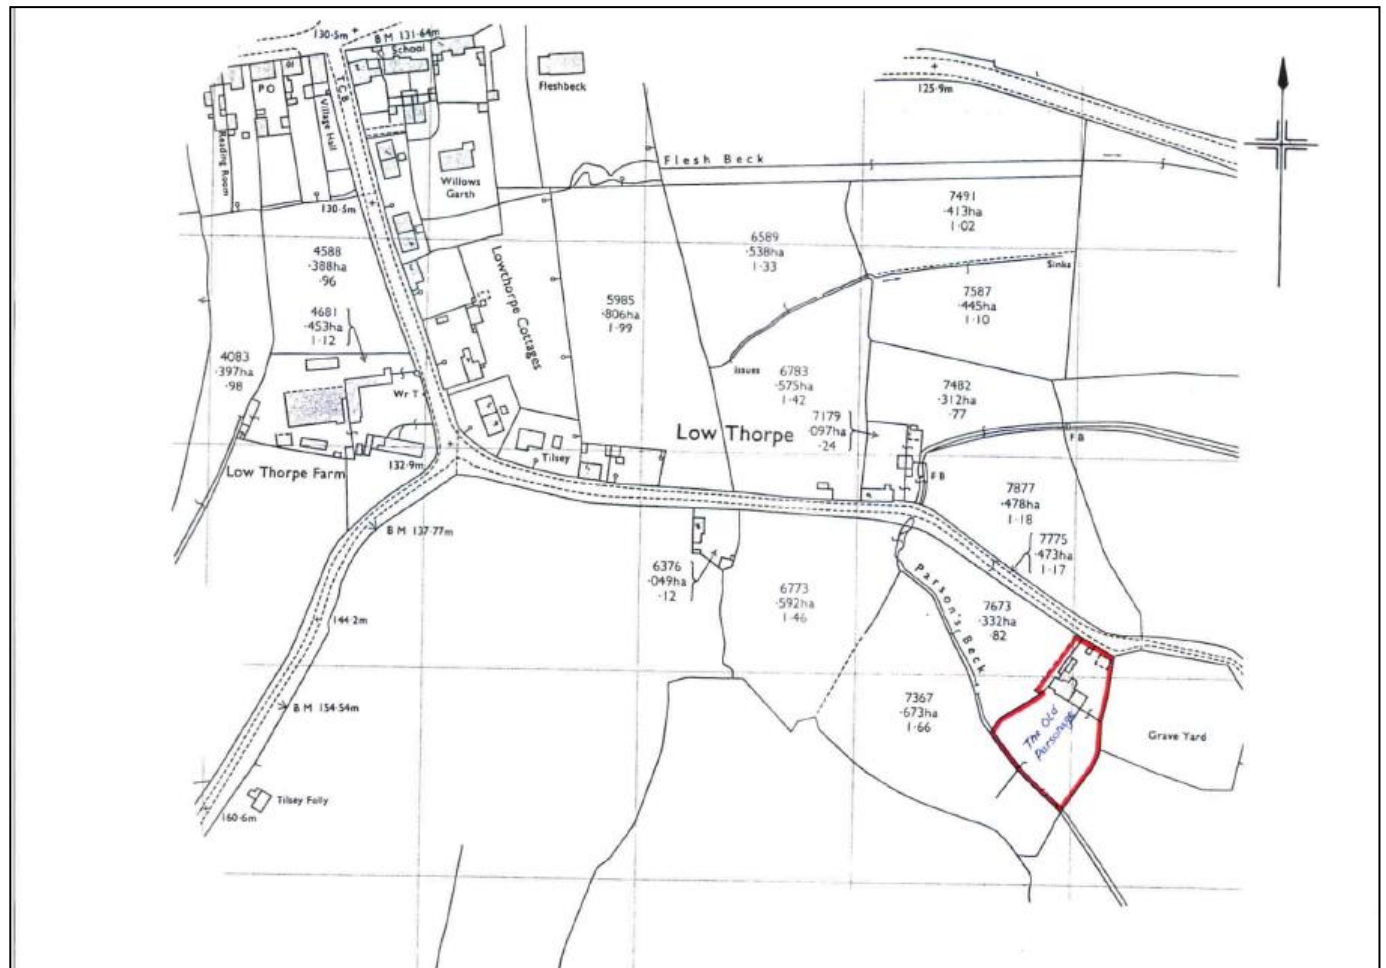 130·5m
B M 131·64m
School
PO
T C B
Village Hall
Reading Room
Fleshbeck
125·9m
Flesh Beck
Willows
Garth
130·5m
7491
·413ha
1·02
4588
·388ha
·96
6589
·538ha
1·33
Sinks
Lowthorpe Cottages
5985
·806ha
1·99
7587
·445ha
1·10
4681
·453ha
1·12
4083
·397ha
·98
Issues
6783
·575ha
1·42
7482
·312ha
·77
Wr T
7179
·097ha
·24
Low Thorpe
F B
Tilsey
132·9m
Low Thorpe Farm
F B
7877
·478ha
1·18
B M 137·77m
7775
·473ha
1·17
6376
·049ha
·12
Parson's Beck
6773
·592ha
1·46
7673
·332ha
·82
144·2m
7367
·673ha
1·66
B M 154·54m
The Old
Parsonage
Grave Yard
Tilsey Folly
160·6m